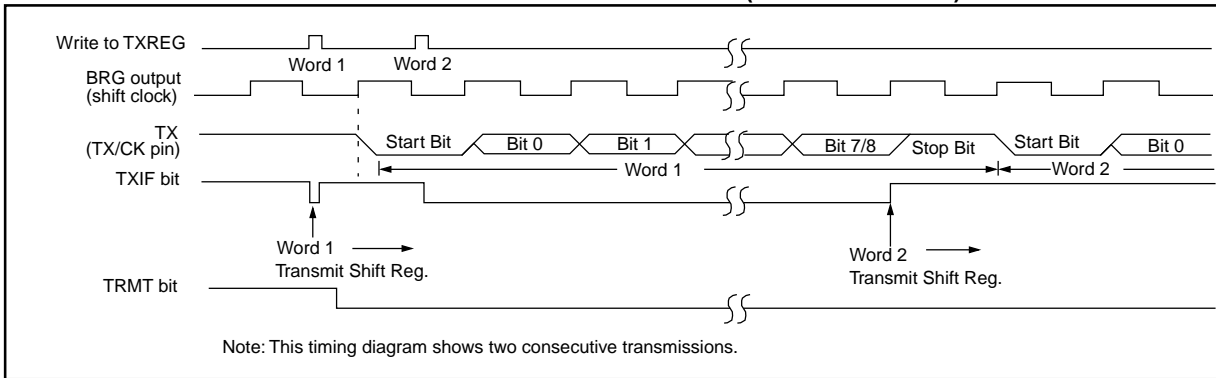 Write to TXREG
Word 1 Word 2
BRG output
(shift clock)
TX
(TX/CK pin)
Start Bit Bit 0 Bit 1 Bit 7/8 Stop Bit Start Bit Bit 0
Word 1 Word 2
TXIF bit
Word 1
Transmit Shift Reg.
Word 2
Transmit Shift Reg.
TRMT bit
Note: This timing diagram shows two consecutive transmissions.